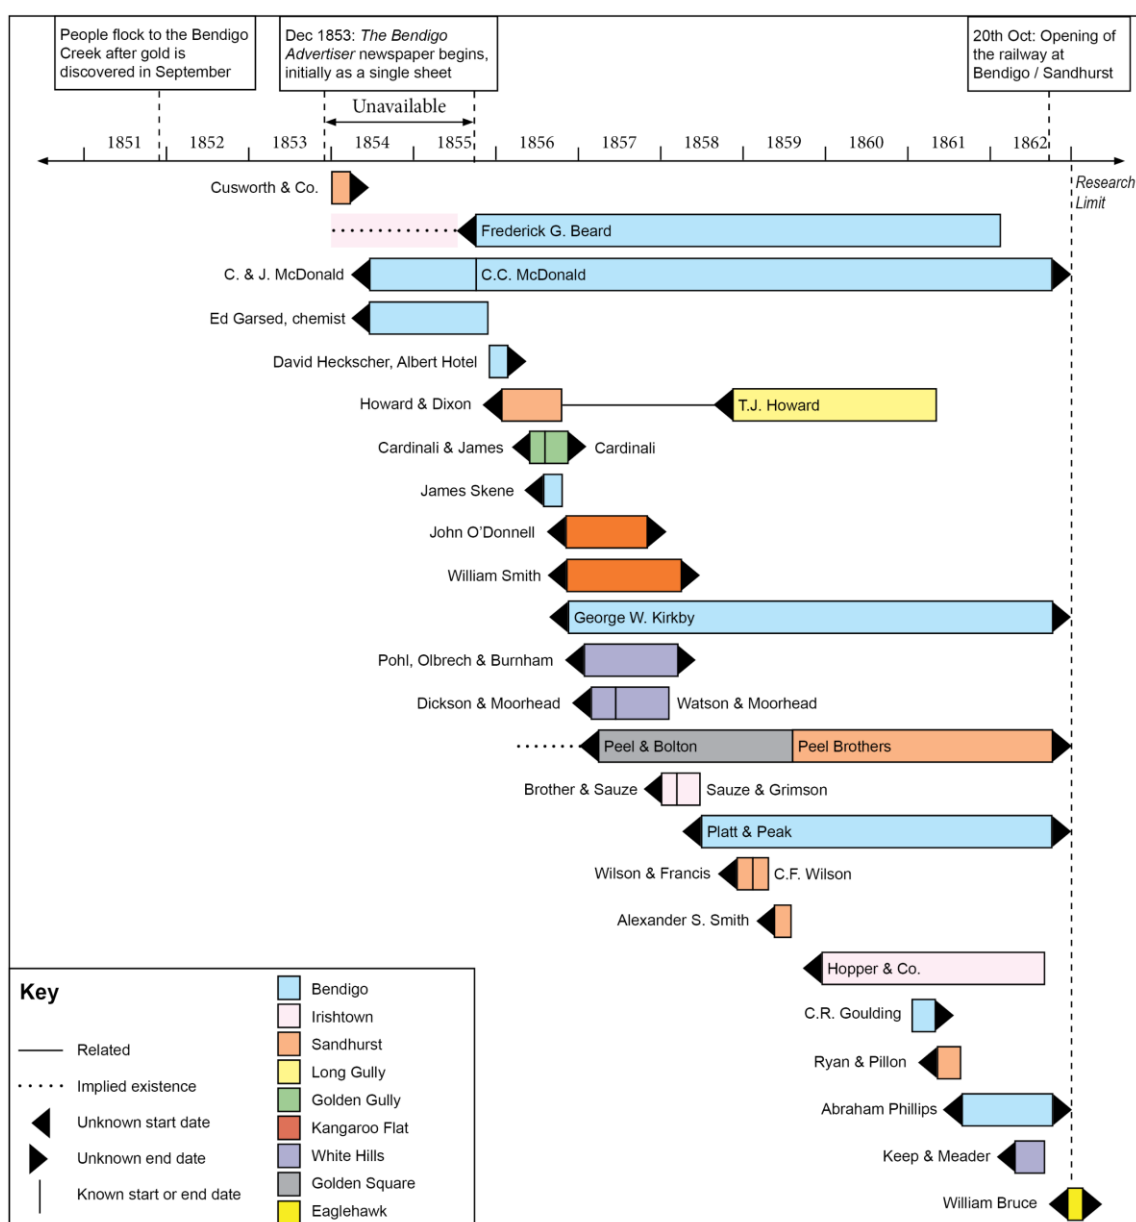 People flock to the Bendigo
Creek after gold is
discovered in September
Dec 1853: The Bendigo
Advertiser newspaper begins,
initially as a single sheet
20th Oct: Opening of
the railway at
Bendigo / Sandhurst
Unavailable
1851 1852 1853 1854 1855 1856 1857 1858 1859 1860 1861 1862
Research
Limit
Cusworth & Co.
Frederick G. Beard
C. & J. McDonald C.C. McDonald
Ed Garsed, chemist
David Heckscher, Albert Hotel
Howard & Dixon T.J. Howard
Cardinali & James Cardinali
James Skene
John O'Donnell
William Smith
George W. Kirkby
Pohl, Olbrech & Burnham
Dickson & Moorhead Watson & Moorhead
Peel & Bolton Peel Brothers
Brother & Sauze Sauze & Grimson
Platt & Peak
Wilson & Francis C.F. Wilson
Alexander S. Smith
Hopper & Co.
C.R. Goulding
Ryan & Pillon
Abraham Phillips
Keep & Meader
William Bruce
Key
Related
Implied existence
Unknown start date
Unknown end date
Known start or end date
Bendigo
Irishtown
Sandhurst
Long Gully
Golden Gully
Kangaroo Flat
White Hills
Golden Square
Eaglehawk